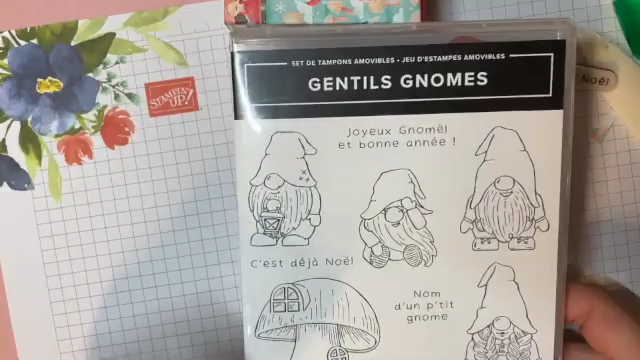 SET DE TAMPONS AMOVIBLES • JEU D'ESTAMPES AMOVIBLES
GENTILS GNOMES
STAMPIN' UP!
Noël
Joyeux Gnomël
et bonne année !
C'est déjà Noël
Nom
d'un p'tit
gnome